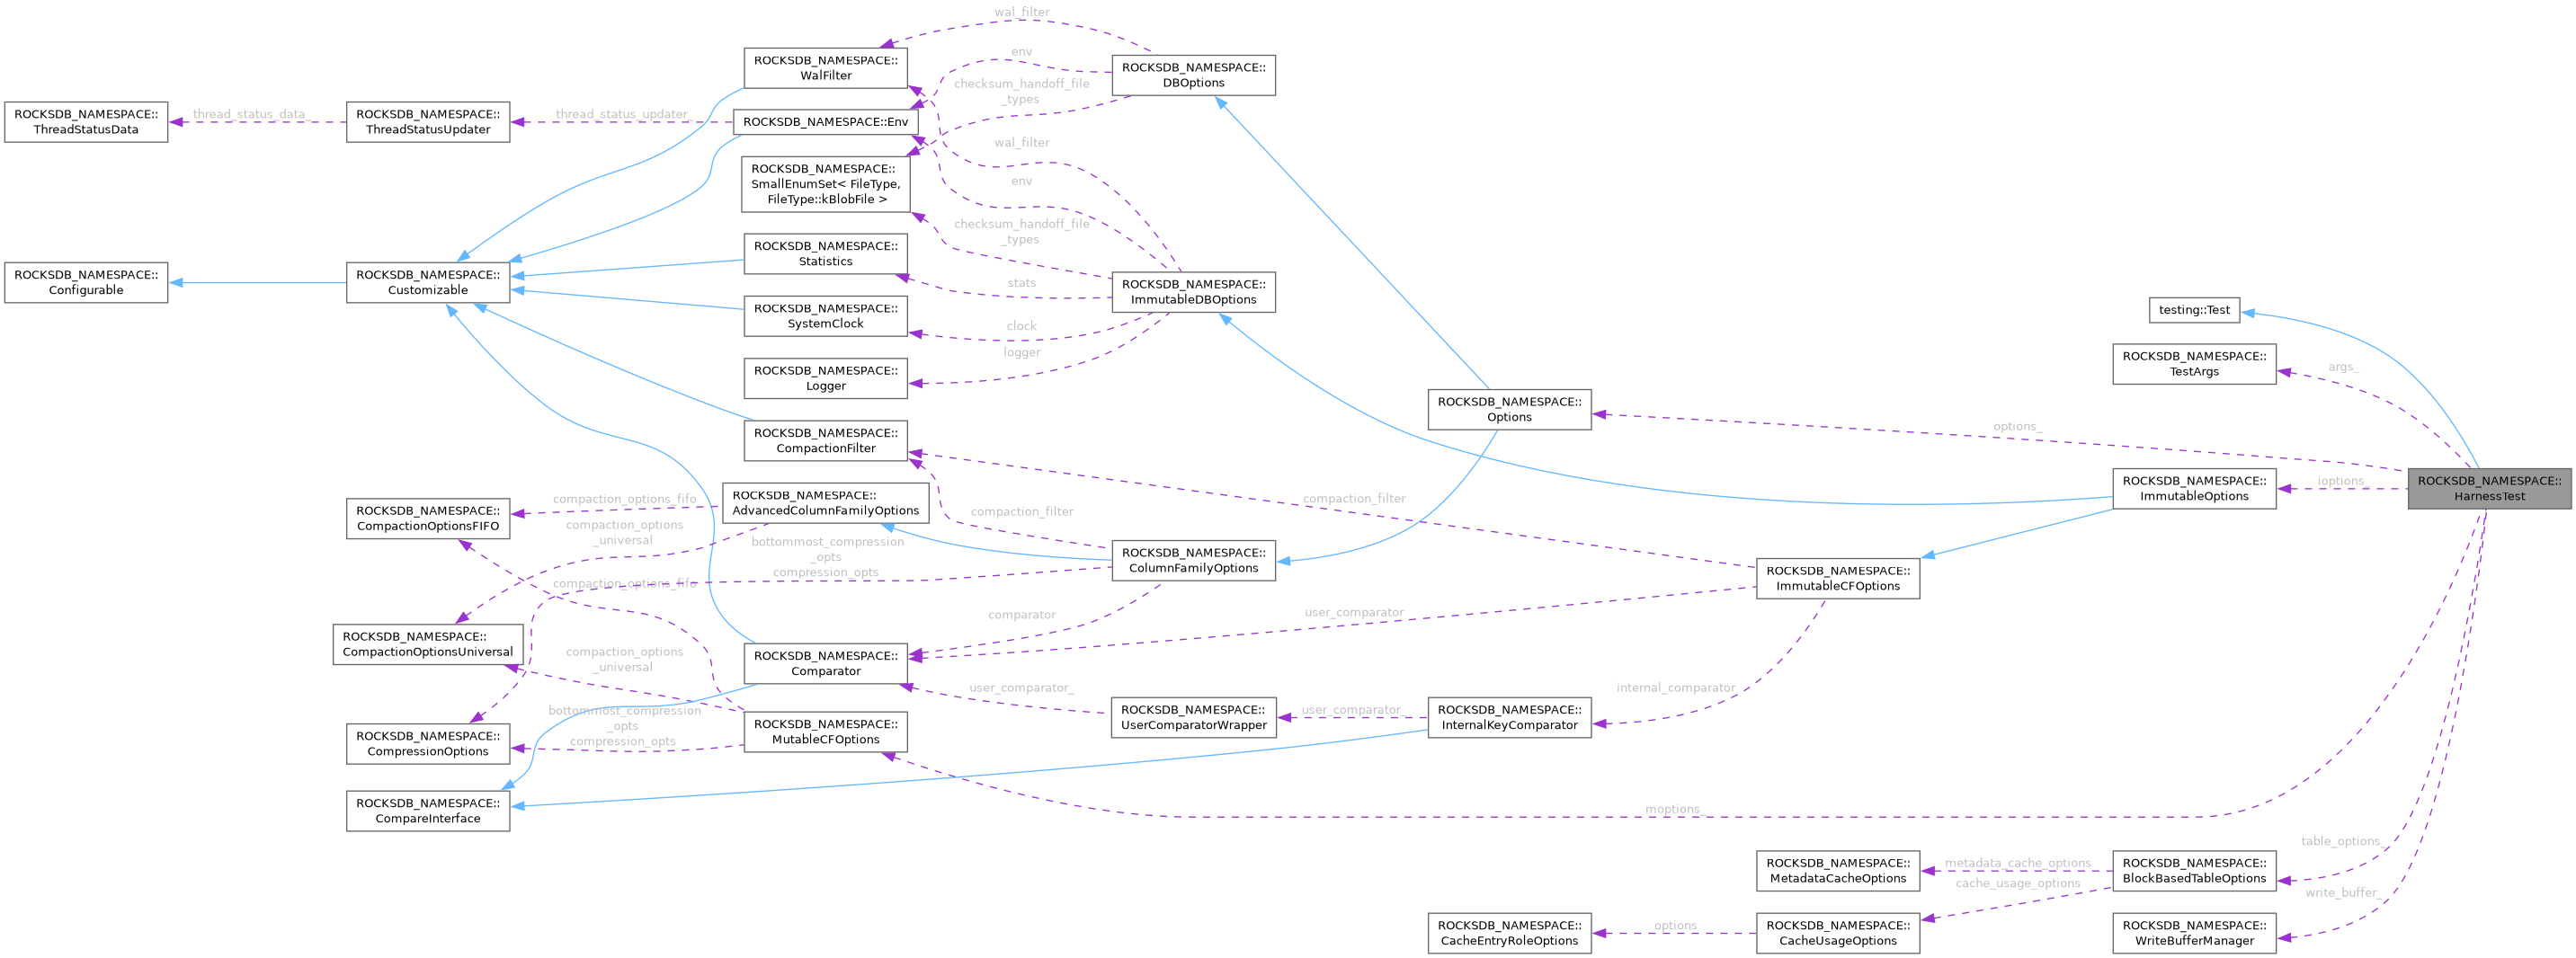 wal_filter
ROCKSDB_NAMESPACE::
WalFilter
env
ROCKSDB_NAMESPACE::
DBOptions
checksum_handoff_file
_types
ROCKSDB_NAMESPACE::
ThreadStatusData
thread_status_data_
ROCKSDB_NAMESPACE::
ThreadStatusUpdater
thread_status_updater_
ROCKSDB_NAMESPACE::Env
wal_filter
ROCKSDB_NAMESPACE::
SmallEnumSet< FileType,
FileType::kBlobFile >
env
checksum_handoff_file
_types
ROCKSDB_NAMESPACE::
Statistics
ROCKSDB_NAMESPACE::
Configurable
ROCKSDB_NAMESPACE::
Customizable
stats
ROCKSDB_NAMESPACE::
ImmutableDBOptions
ROCKSDB_NAMESPACE::
SystemClock
clock
testing::Test
logger
ROCKSDB_NAMESPACE::
Logger
ROCKSDB_NAMESPACE::
TestArgs
args_
ROCKSDB_NAMESPACE::
Options
options_
ROCKSDB_NAMESPACE::
CompactionFilter
ROCKSDB_NAMESPACE::
ImmutableOptions
ioptions_
ROCKSDB_NAMESPACE::
HarnessTest
ROCKSDB_NAMESPACE::
CompactionOptionsFIFO
compaction_options_fifo
ROCKSDB_NAMESPACE::
AdvancedColumnFamilyOptions
compaction_filter
compaction_filter
compaction_options
_universal
bottommost_compression
_opts
compression_opts
ROCKSDB_NAMESPACE::
ColumnFamilyOptions
ROCKSDB_NAMESPACE::
ImmutableCFOptions
compaction_options_fifo
comparator
user_comparator
ROCKSDB_NAMESPACE::
CompactionOptionsUniversal
compaction_options
_universal
ROCKSDB_NAMESPACE::
Comparator
user_comparator_
internal_comparator
bottommost_compression
_opts
compression_opts
ROCKSDB_NAMESPACE::
CompressionOptions
ROCKSDB_NAMESPACE::
MutableCFOptions
ROCKSDB_NAMESPACE::
UserComparatorWrapper
user_comparator_
ROCKSDB_NAMESPACE::
InternalKeyComparator
ROCKSDB_NAMESPACE::
CompareInterface
moptions_
table_options_
ROCKSDB_NAMESPACE::
MetadataCacheOptions
metadata_cache_options
ROCKSDB_NAMESPACE::
BlockBasedTableOptions
cache_usage_options
write_buffer_
ROCKSDB_NAMESPACE::
CacheEntryRoleOptions
options
ROCKSDB_NAMESPACE::
CacheUsageOptions
ROCKSDB_NAMESPACE::
WriteBufferManager